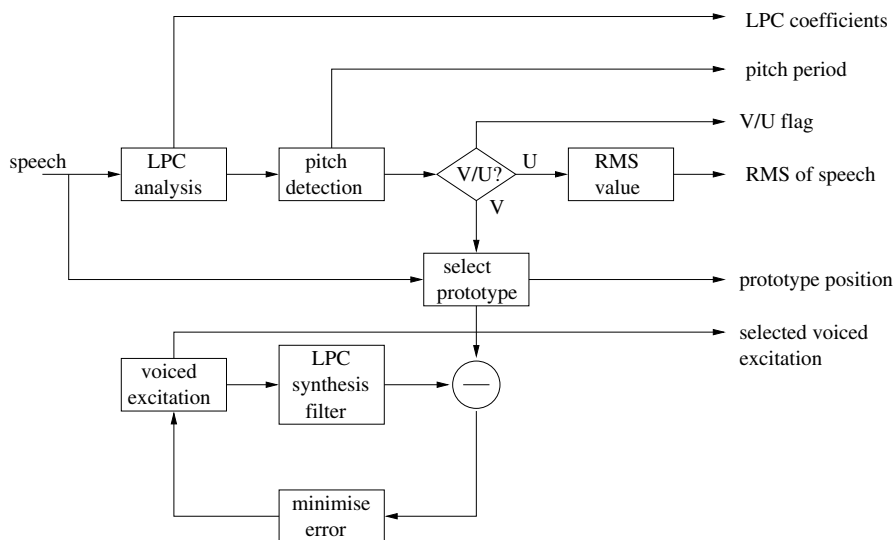 LPC coefficients
pitch period
V/U flag
speech
LPC
analysis
pitch
detection
V/U?
U
RMS
value
RMS of speech
V
select
prototype
prototype position
selected voiced
excitation
voiced
excitation
LPC
synthesis
filter
minimise
error